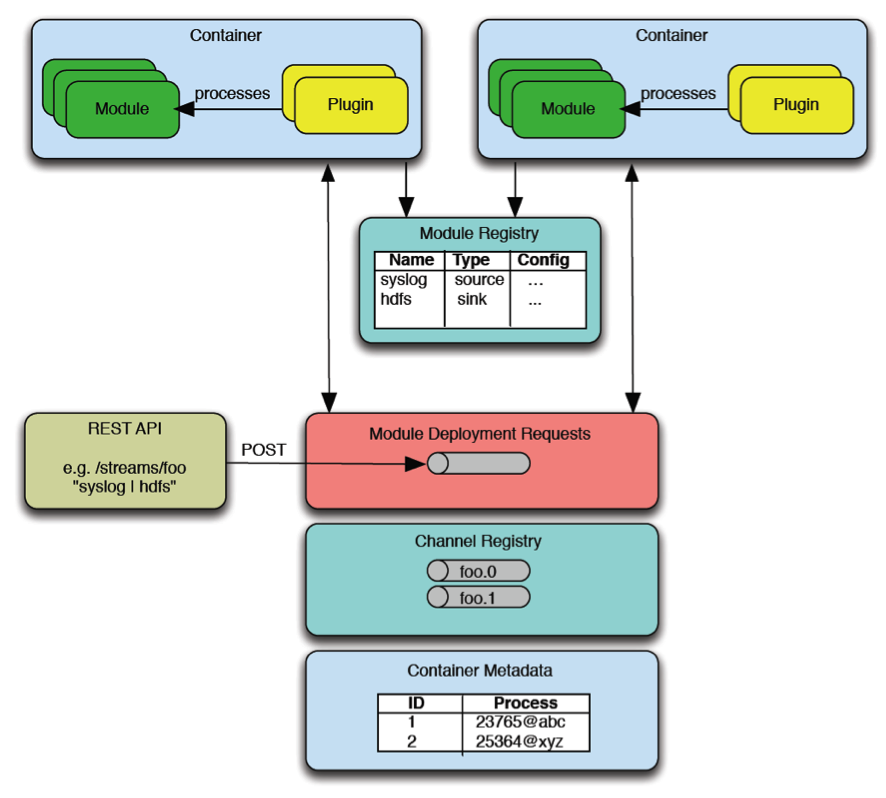 Container
Module
processes
Plugin
Container
Module
processes
Plugin
Module Registry
Name Type Config
syslog source ...
hdfs sink ...
REST API
e.g. /streams/foo
"syslog | hdfs"
POST
Module Deployment Requests
Channel Registry
foo.0
foo.1
Container Metadata
ID Process
1 23765@abc
2 25364@xyz